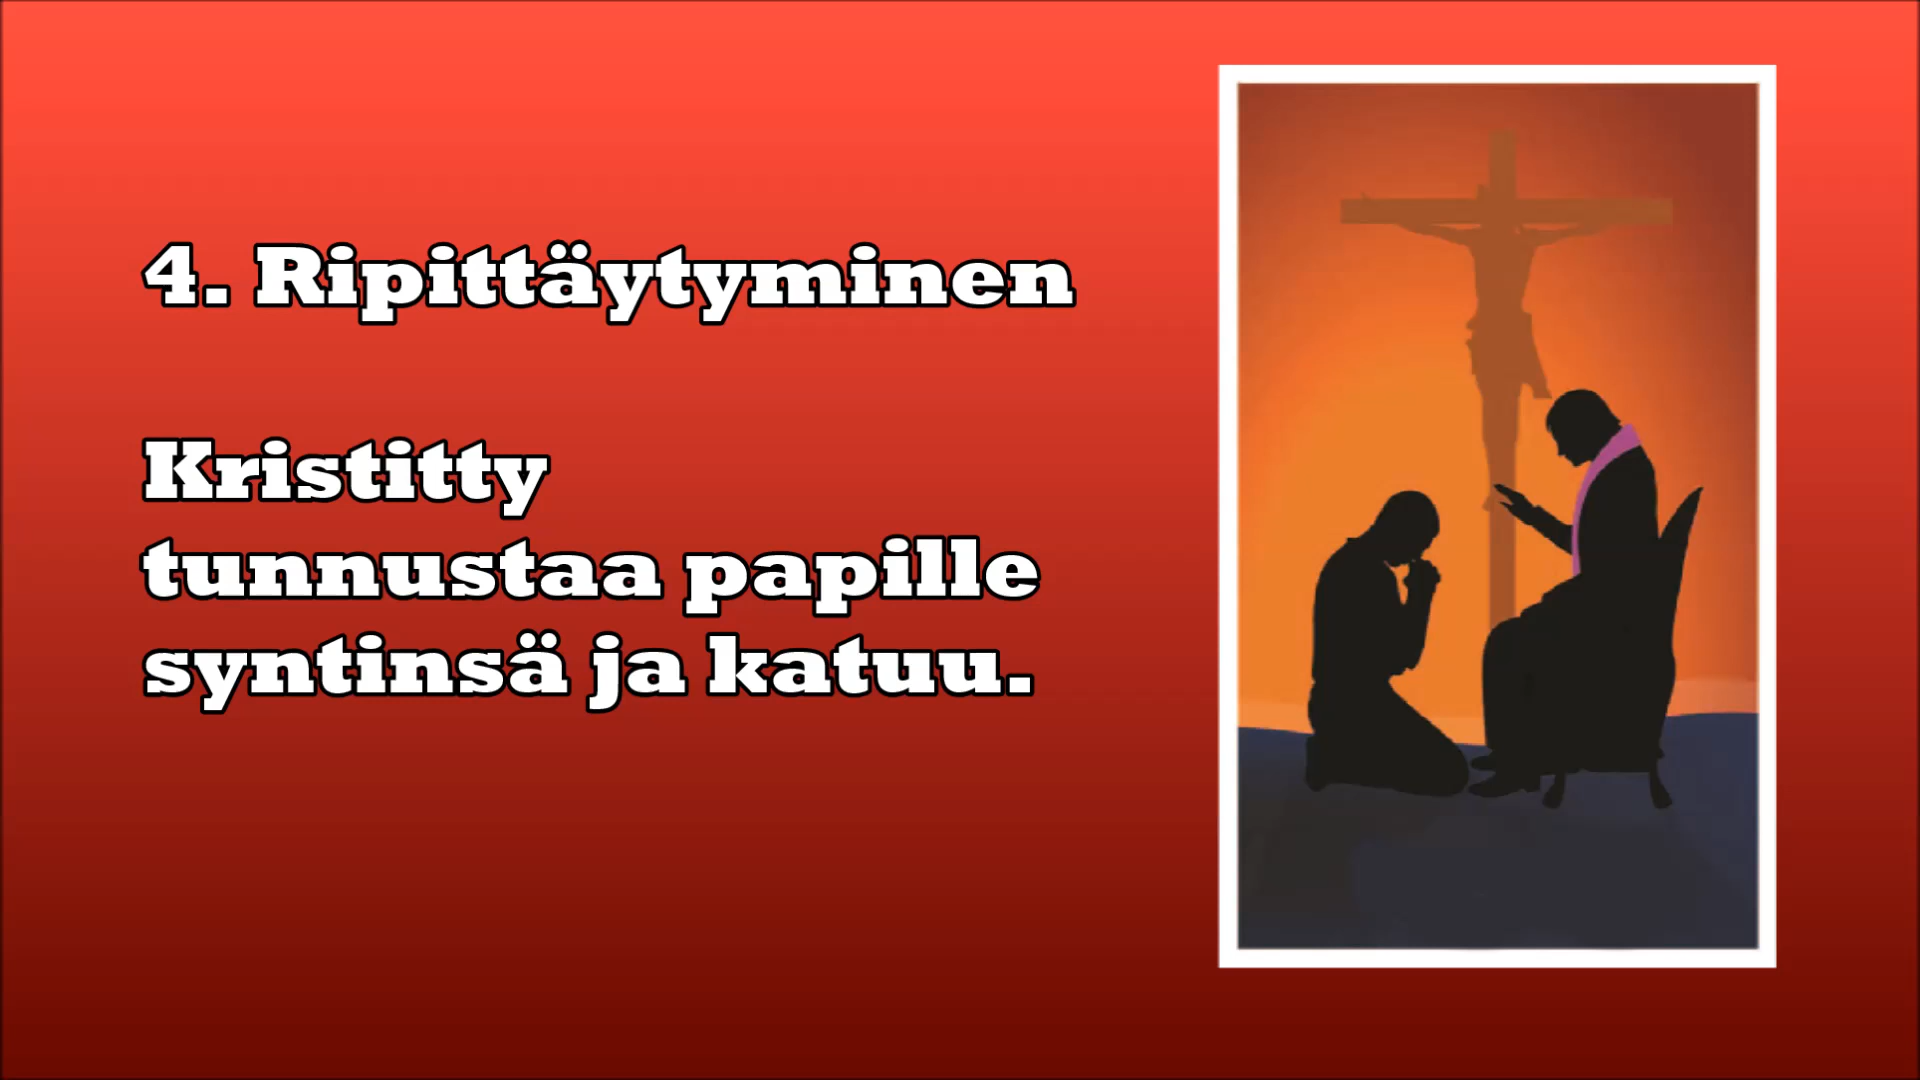 4. Ripittäytyminen
Kristitty
tunnustaa papille
syntinsä ja katuu.